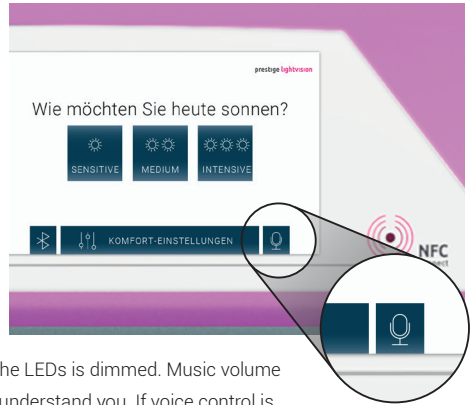 prestige lightvision
Wie möchten Sie heute sonnen?
SENSITIVE MEDIUM INTENSIVE
KOMFORT-EINSTELLUNGEN
NFC
he LEDs is dimmed. Music volume
understand you. If voice control is